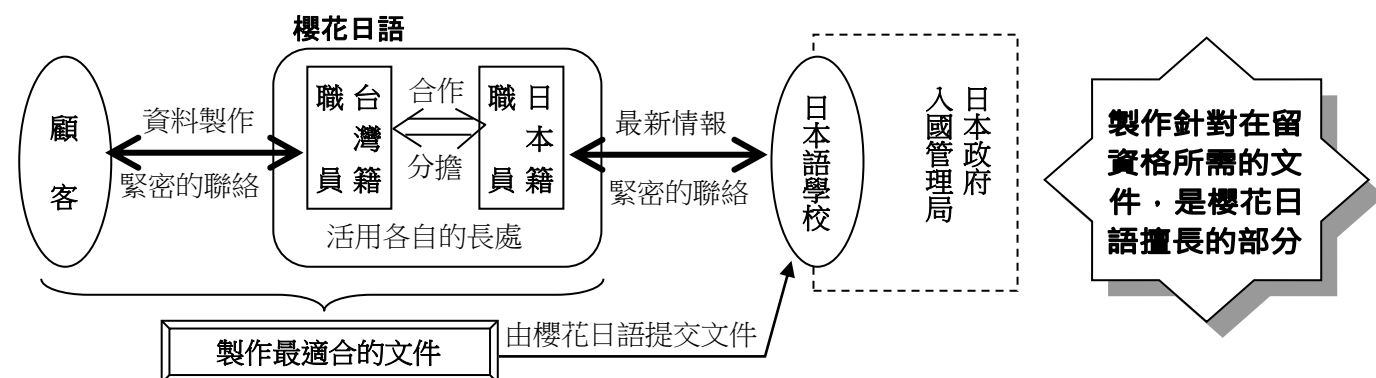 櫻花日語
顧客
資料製作
緊密的聯絡
台灣籍
職員
合作
分擔
日本籍
職員
活用各自的長處
最新情報
緊密的聯絡
日本語學校
日本政府
入國管理局
製作針對在留
資格所需的文
件，是櫻花日
語擅長的部分
製作最適合的文件
由櫻花日語提交文件